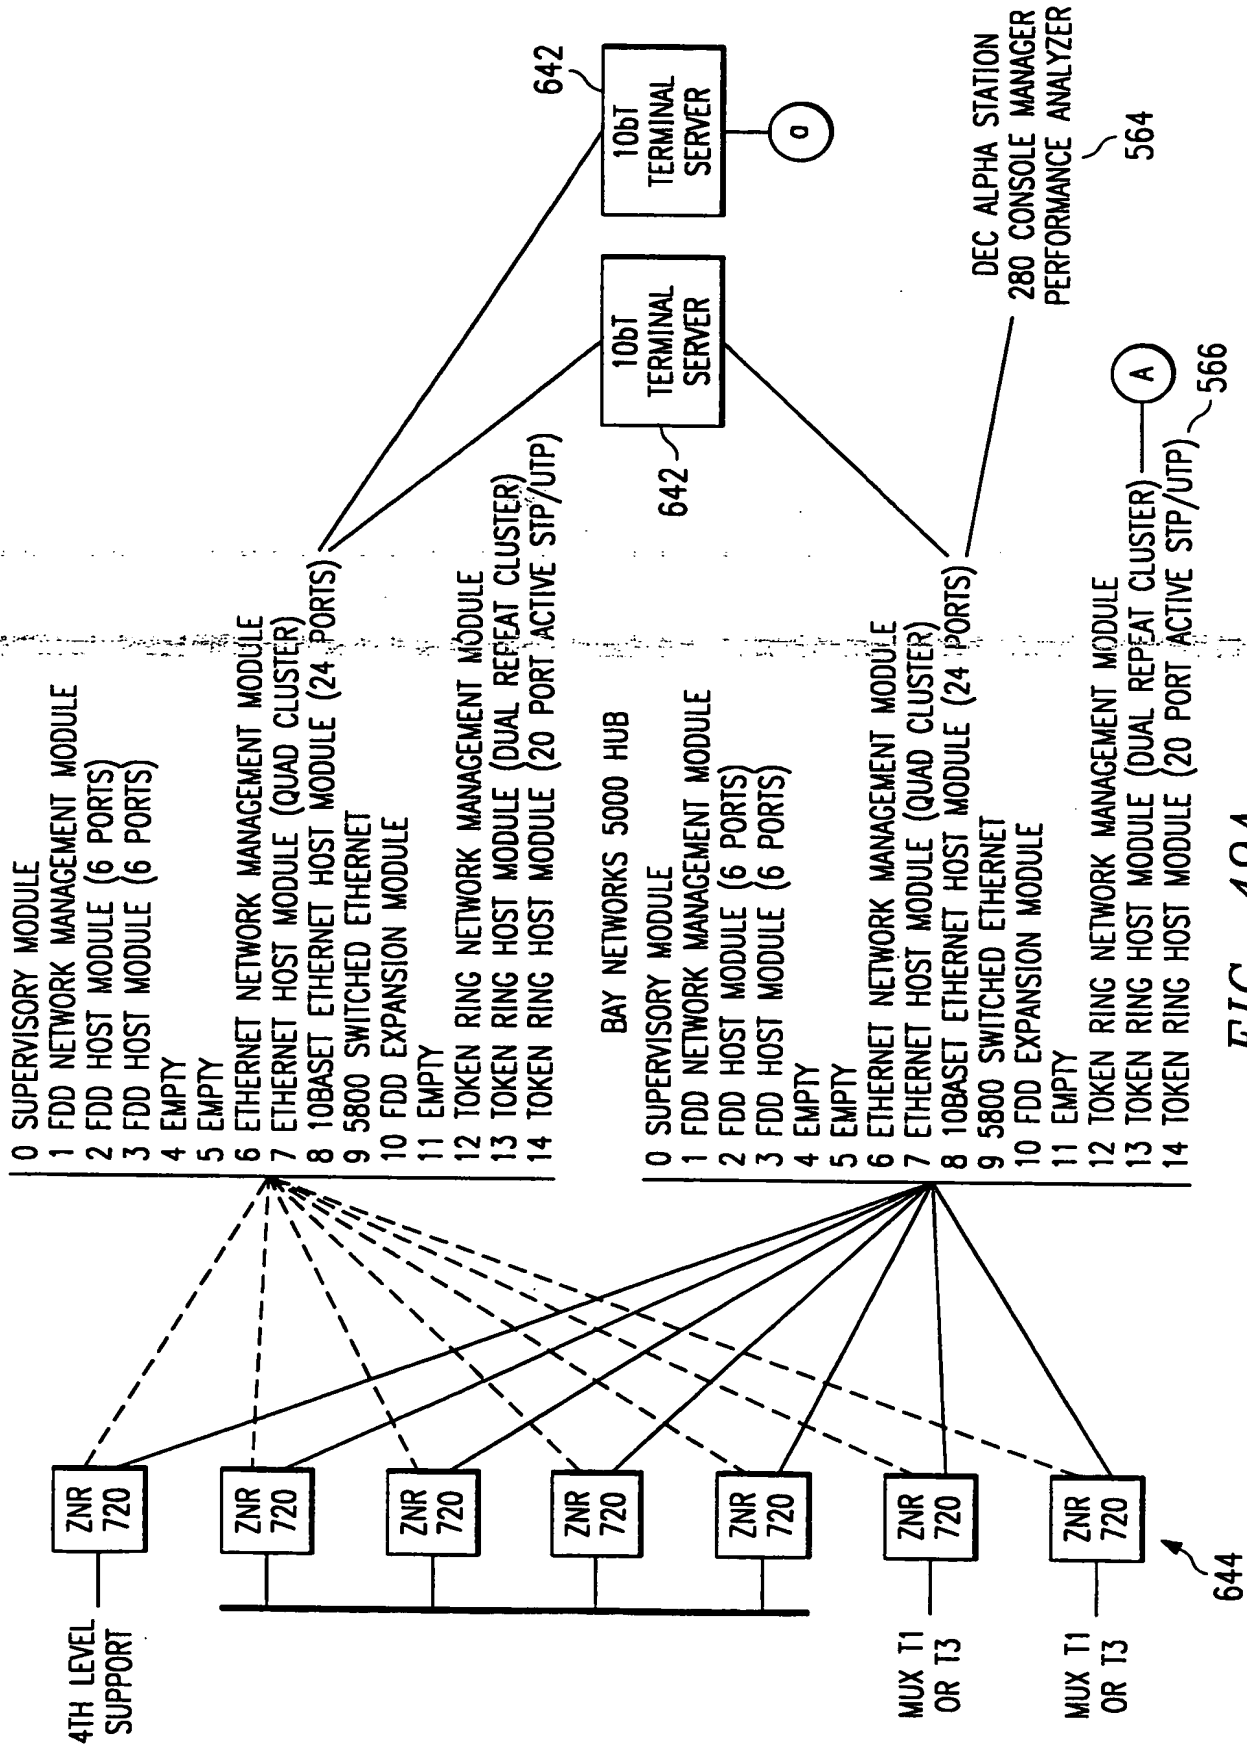 4TH LEVEL
SUPPORT
ZNR
720
ZNR
720
ZNR
720
ZNR
720
ZNR
720
MUX T1
OR T3
ZNR
720
MUX T1
OR T3
ZNR
720
644
0 SUPERVISORY MODULE
1 FDD NETWORK MANAGEMENT MODULE
2 FDD HOST MODULE (6 PORTS)
3 FDD HOST MODULE (6 PORTS)
4 EMPTY
5 EMPTY
6 ETHERNET NETWORK MANAGEMENT MODULE
7 ETHERNET HOST MODULE (QUAD CLUSTER)
8 10BASET ETHERNET HOST MODULE (24 PORTS)
9 5800 SWITCHED ETHERNET
10 FDD EXPANSION MODULE
11 EMPTY
12 TOKEN RING NETWORK MANAGEMENT MODULE
13 TOKEN RING HOST MODULE (DUAL REPEAT CLUSTER)
14 TOKEN RING HOST MODULE (20 PORT ACTIVE STP/UTP)
BAY NETWORKS 5000 HUB
0 SUPERVISORY MODULE
1 FDD NETWORK MANAGEMENT MODULE
2 FDD HOST MODULE (6 PORTS)
3 FDD HOST MODULE (6 PORTS)
4 EMPTY
5 EMPTY
6 ETHERNET NETWORK MANAGEMENT MODULE
7 ETHERNET HOST MODULE (QUAD CLUSTER)
8 10BASET ETHERNET HOST MODULE (24 PORTS)
9 5800 SWITCHED ETHERNET
10 FDD EXPANSION MODULE
11 EMPTY
12 TOKEN RING NETWORK MANAGEMENT MODULE
13 TOKEN RING HOST MODULE (DUAL REPEAT CLUSTER)
14 TOKEN RING HOST MODULE (20 PORT ACTIVE STP/UTP)
A
566
10bT
TERMINAL
SERVER
642
10bT
TERMINAL
SERVER
642
a
DEC ALPHA STATION
280 CONSOLE MANAGER
PERFORMANCE ANALYZER
564